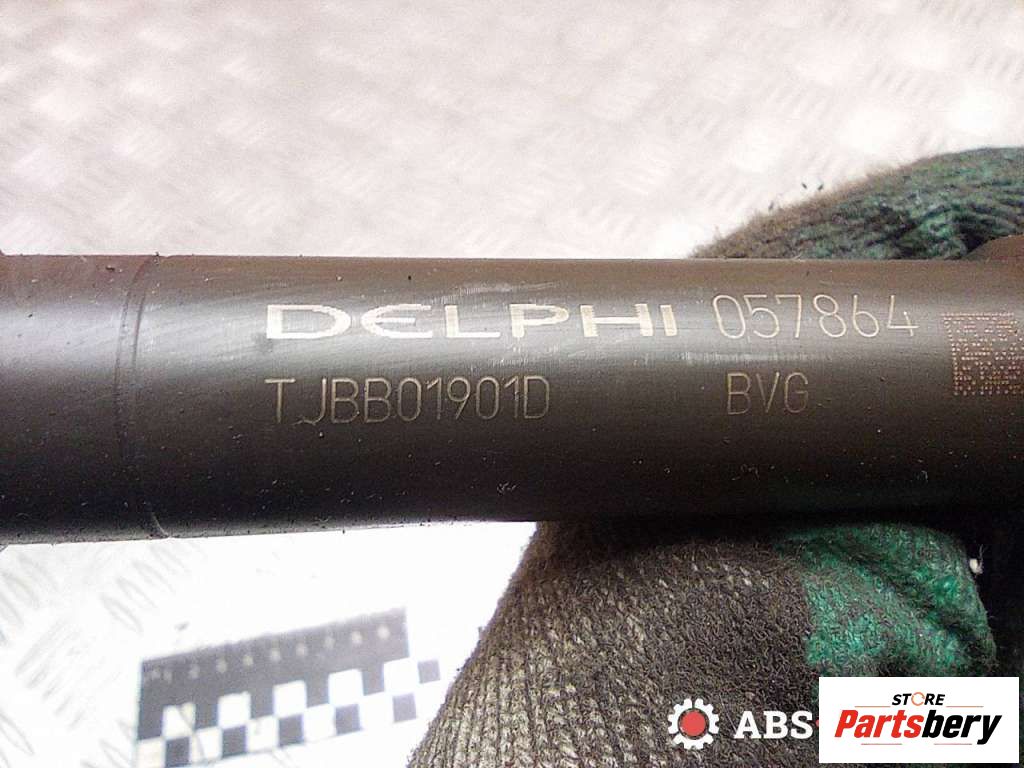 DELPHI 057864
TJBB01901D BVG
ABS
STORE
Partsbery